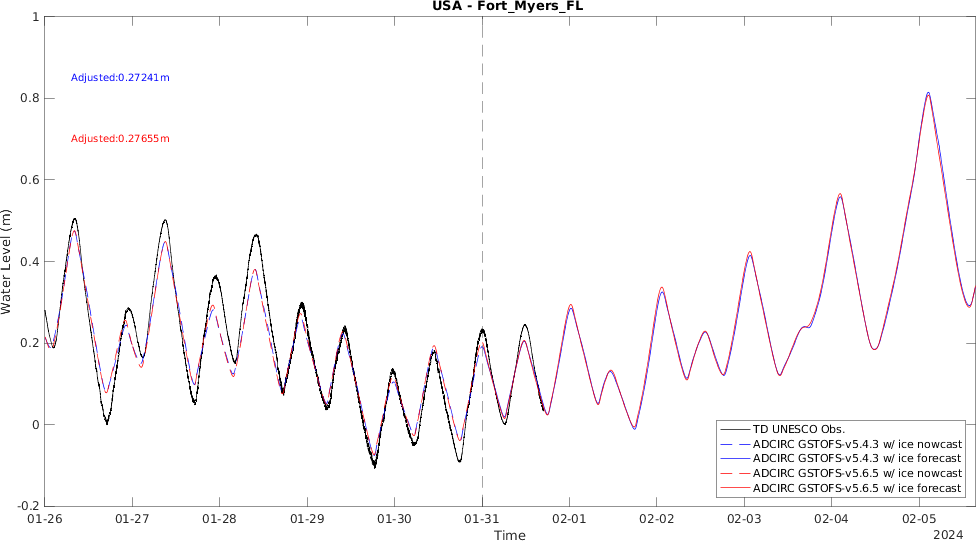 USA - Fort_Myers_FL
1
0.8
0.6
0.4
0.2
0
-0.2
Water Level (m)
Adjusted:0.27241m
Adjusted:0.27655m
TD UNESCO Obs.
ADCIRC GSTOFS-v5.4.3 w/ ice nowcast
ADCIRC GSTOFS-v5.4.3 w/ ice forecast
ADCIRC GSTOFS-v5.6.5 w/ ice nowcast
ADCIRC GSTOFS-v5.6.5 w/ ice forecast
01-26 01-27 01-28 01-29 01-30 01-31 02-01 02-02 02-03 02-04 02-05
Time
2024